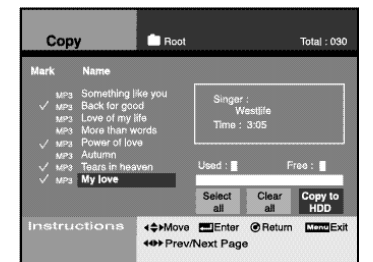 Copy Root Total : 030
Mark Name
MP3 Something like you
✓ MP3 Back for good
MP3 Love of my life
MP3 More than words
✓ MP3 Power of love
MP3 Autumn
✓ MP3 Tears in heaven
✓ MP3 My love
Singer :
Westlife
Time : 3:05
Used : Free :
Select all
Clear all
Copy to HDD
Instructions
Move Enter Return Menu Exit
Prev/Next Page